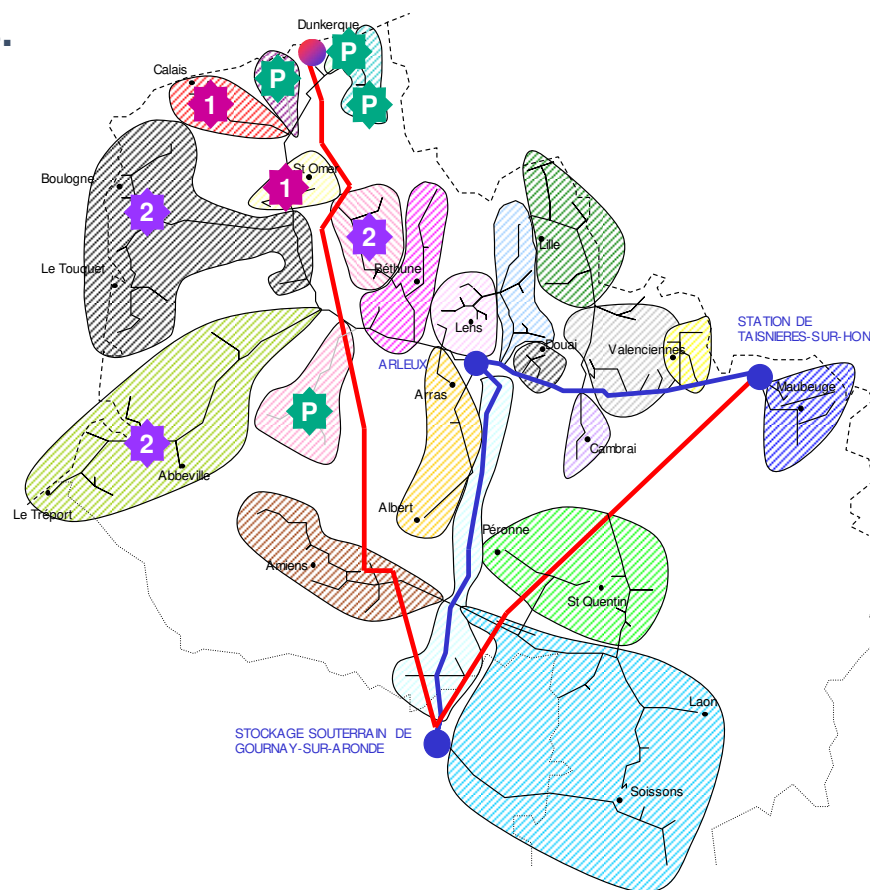 .
Dunkerque
P
Calais
P
1
P
St Omer
1
Boulogne
2
2
Lille
Le Touquet
Béthune
Lens
STATION DE
TAISNIERES-SUR-HON
Douai
Valenciennes
ARLEUX
Maubeuge
Arras
P
2
Cambrai
Abbeville
Le Tréport
Albert
Péronne
Amiens
St Quentin
Laon
STOCKAGE SOUTERRAIN DE
GOURNAY-SUR-ARONDE
Soissons